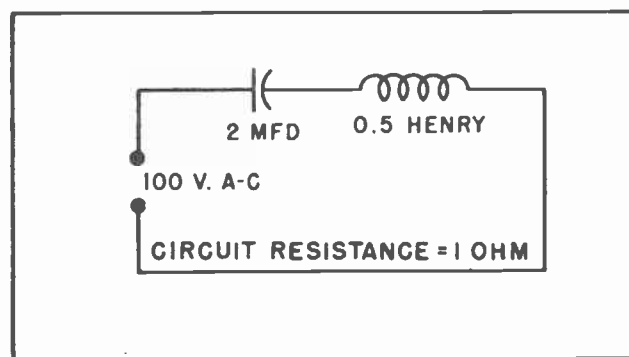 2 MFD
0.5 HENRY
100 V. A-C
CIRCUIT RESISTANCE = 1 OHM